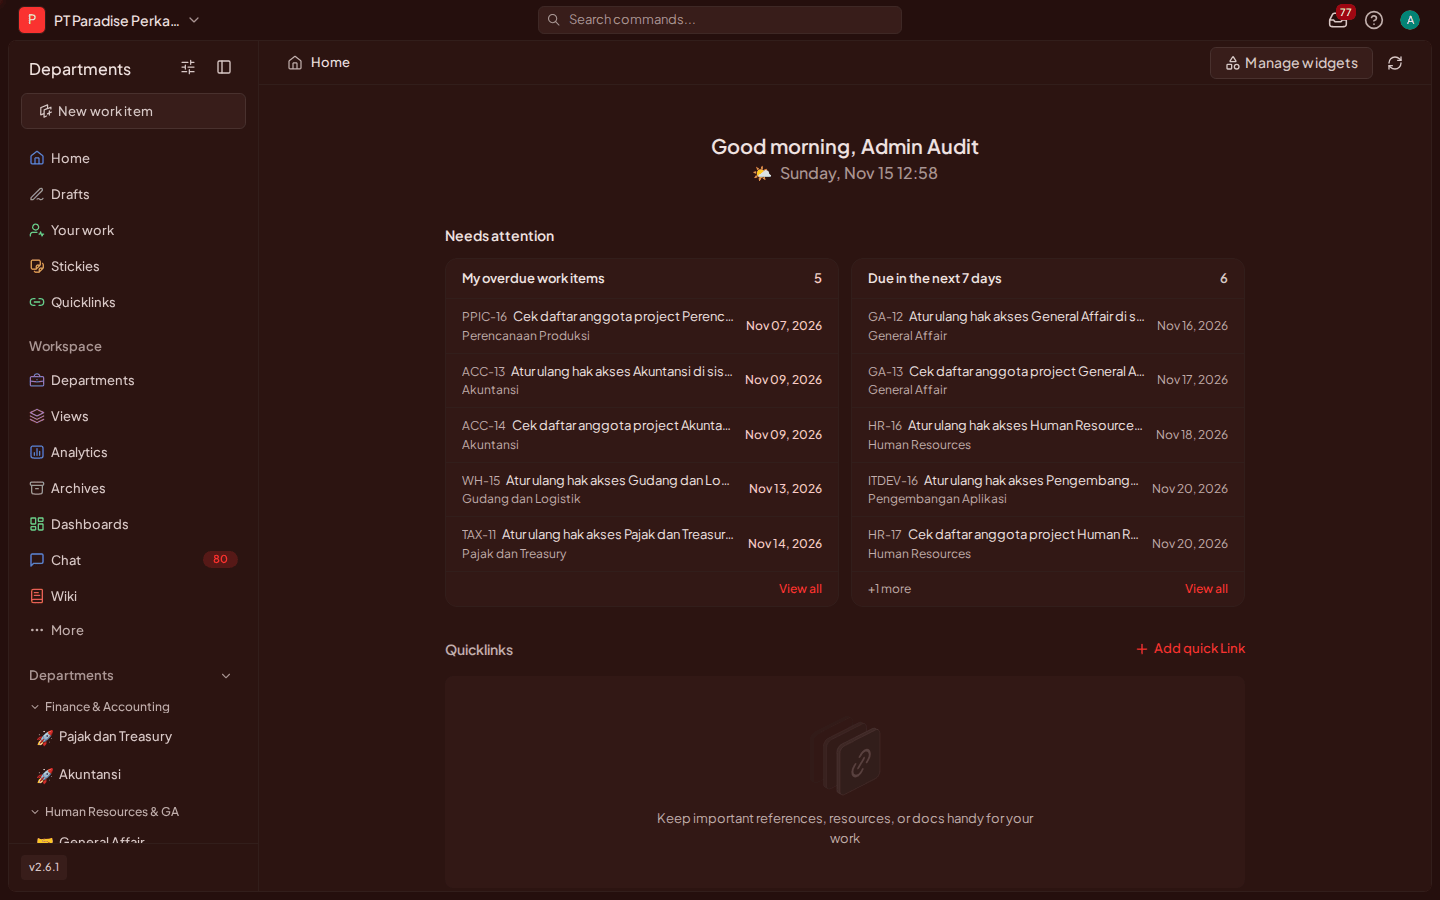 P PT Paradise Perka...
Search commands...
77
A
Departments
New work item
Home
Drafts
Your work
Stickies
Quicklinks
Workspace
Departments
Views
Analytics
Archives
Dashboards
Chat 80
Wiki
More
Departments
Finance & Accounting
Pajak dan Treasury
Akuntansi
Human Resources & GA
General Affair
v2.6.1
Home
Manage widgets
Good morning, Admin Audit
Sunday, Nov 15 12:58
Needs attention
My overdue work items 5
PPIC-16 Cek daftar anggota project Perenc... Nov 07, 2026
Perencanaan Produksi
ACC-13 Atur ulang hak akses Akuntansi di sis... Nov 09, 2026
Akuntansi
ACC-14 Cek daftar anggota project Akunta... Nov 09, 2026
Akuntansi
WH-15 Atur ulang hak akses Gudang dan Lo... Nov 13, 2026
Gudang dan Logistik
TAX-11 Atur ulang hak akses Pajak dan Treasur... Nov 14, 2026
Pajak dan Treasury
View all
Due in the next 7 days 6
GA-12 Atur ulang hak akses General Affair di s... Nov 16, 2026
General Affair
GA-13 Cek daftar anggota project General A... Nov 17, 2026
General Affair
HR-16 Atur ulang hak akses Human Resource... Nov 18, 2026
Human Resources
ITDEV-16 Atur ulang hak akses Pengembang... Nov 20, 2026
Pengembangan Aplikasi
HR-17 Cek daftar anggota project Human R... Nov 20, 2026
Human Resources
+1 more View all
Quicklinks
Add quick Link
Keep important references, resources, or docs handy for your
work